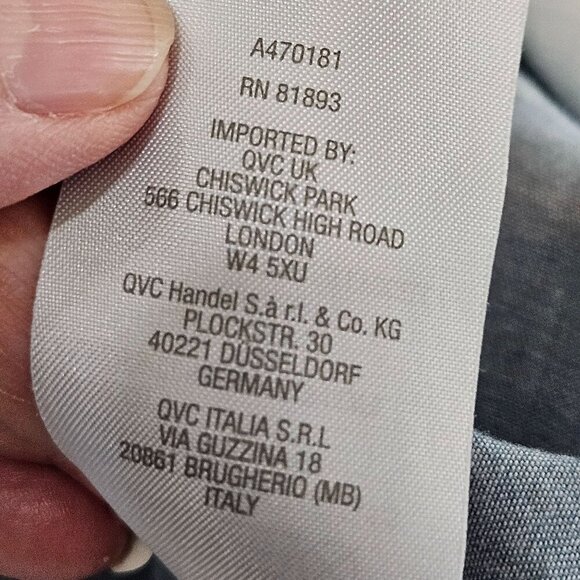 A470181
RN 81893
IMPORTED BY:
QVC UK
CHISWICK PARK
566 CHISWICK HIGH ROAD
LONDON
W4 5XU
QVC Handel S.à r.l. & Co. KG
PLOCKSTR. 30
40221 DÜSSELDORF
GERMANY
QVC ITALIA S.R.L
VIA GUZZINA 18
20861 BRUGHERIO (MB)
ITALY